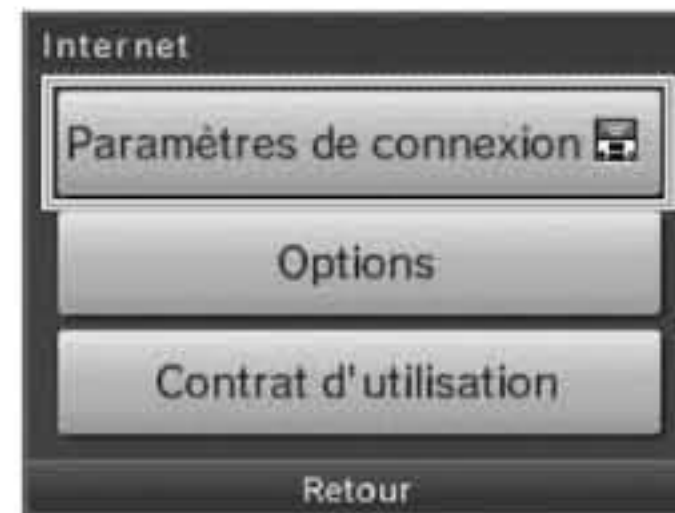 Internet
Paramètres de connexion
Options
Contrat d'utilisation
Retour